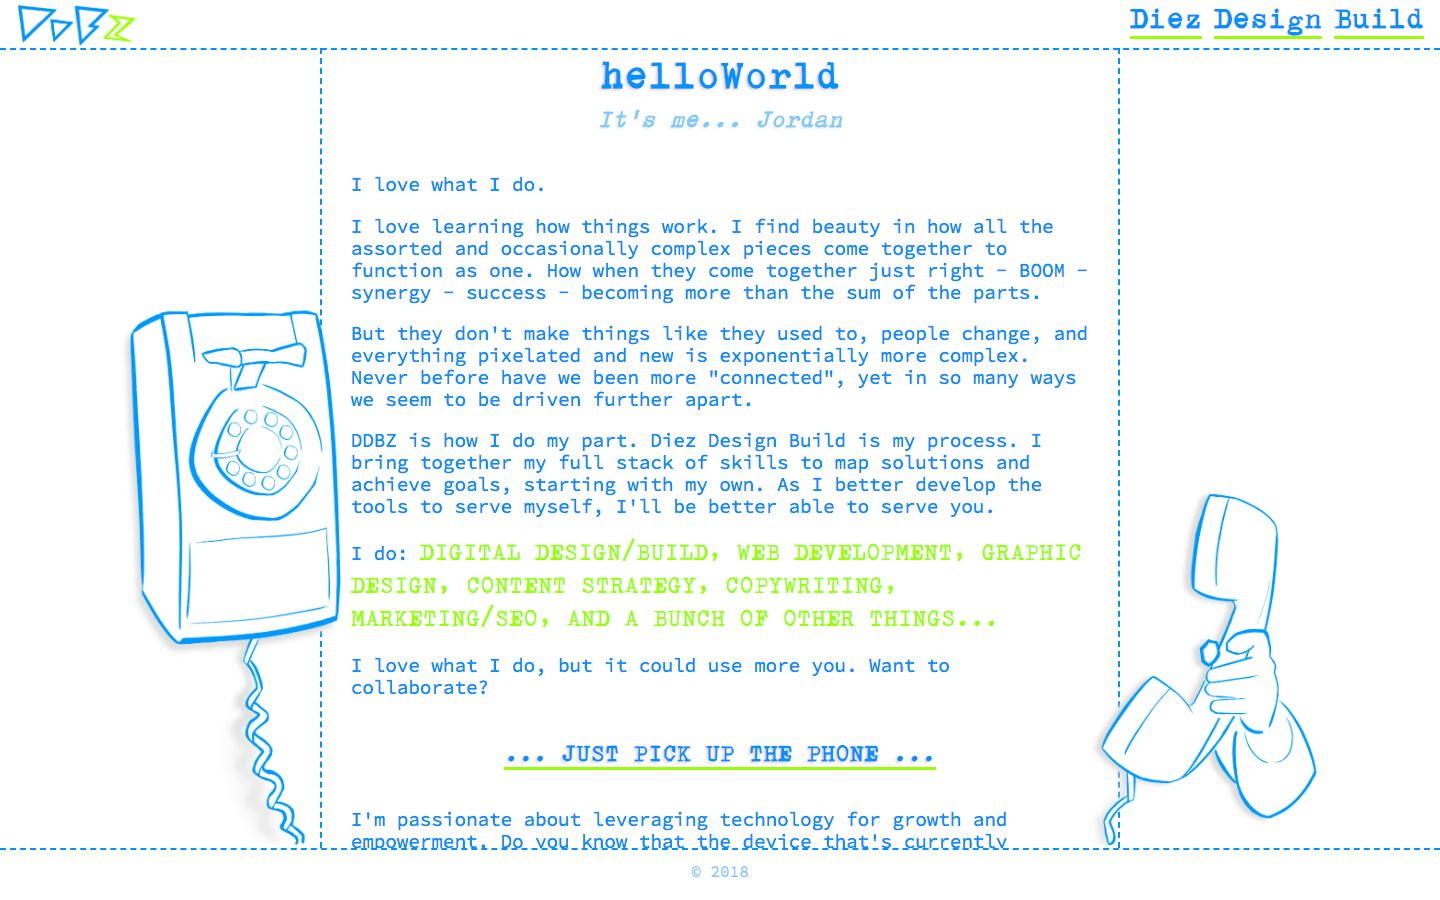 DDBZ
Diez Design Build
helloWorld
It's me... Jordan
I love what I do.
I love learning how things work. I find beauty in how all the
assorted and occasionally complex pieces come together to
function as one. How when they come together just right - BOOM -
synergy - success - becoming more than the sum of the parts.
But they don't make things like they used to, people change, and
everything pixelated and new is exponentially more complex.
Never before have we been more "connected", yet in so many ways
we seem to be driven further apart.
DDBZ is how I do my part. Diez Design Build is my process. I
bring together my full stack of skills to map solutions and
achieve goals, starting with my own. As I better develop the
tools to serve myself, I'll be better able to serve you.
I do: DIGITAL DESIGN/BUILD, WEB DEVELOPMENT, GRAPHIC
DESIGN, CONTENT STRATEGY, COPYWRITING,
MARKETING/SEO, AND A BUNCH OF OTHER THINGS...
I love what I do, but it could use more you. Want to
collaborate?
... JUST PICK UP THE PHONE ...
I'm passionate about leveraging technology for growth and
empowerment. Do you know that the device that's currently
© 2018